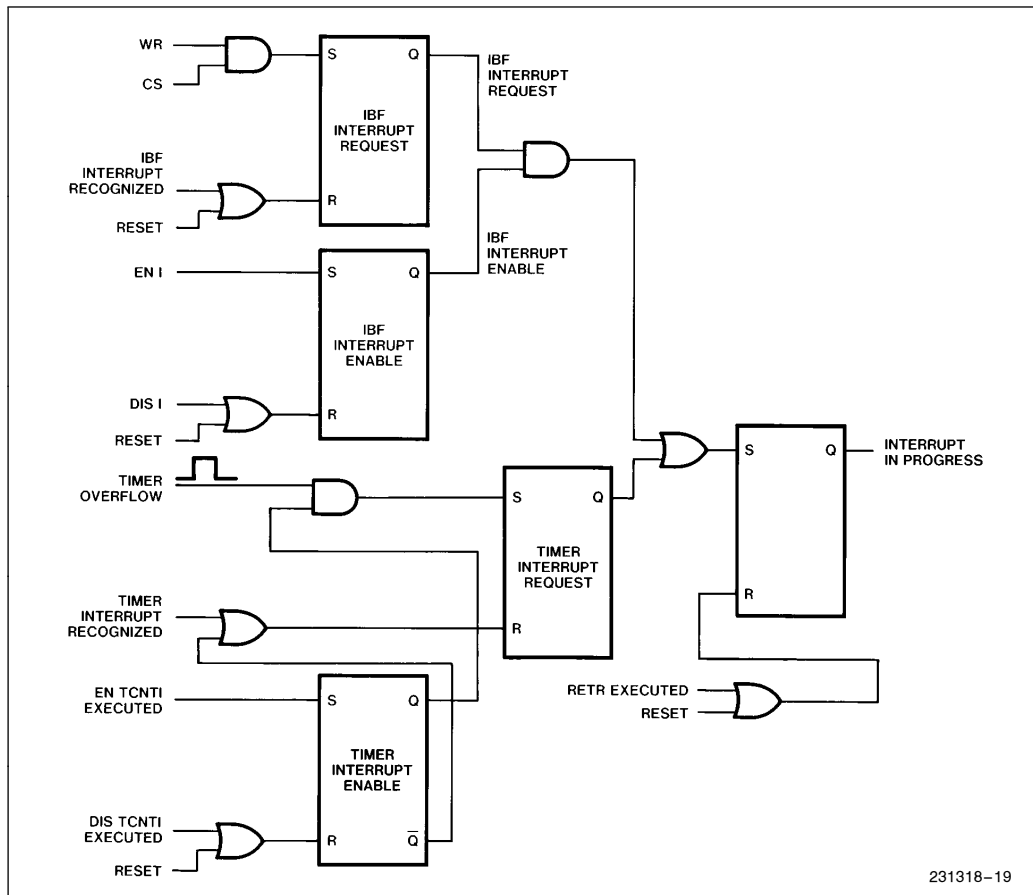 WR
CS
S
Q
IBF
INTERRUPT
REQUEST
R
IBF
INTERRUPT
REQUEST
IBF
INTERRUPT
RECOGNIZED
RESET
EN I
S
Q
IBF
INTERRUPT
ENABLE
R
IBF
INTERRUPT
ENABLE
DIS I
RESET
TIMER
OVERFLOW
S
Q
TIMER
INTERRUPT
REQUEST
R
S
Q
R
INTERRUPT
IN PROGRESS
TIMER
INTERRUPT
RECOGNIZED
EN TCNTI
EXECUTED
S
Q
TIMER
INTERRUPT
ENABLE
R
Q̅
RETR EXECUTED
RESET
DIS TCNTI
EXECUTED
RESET
231318–19